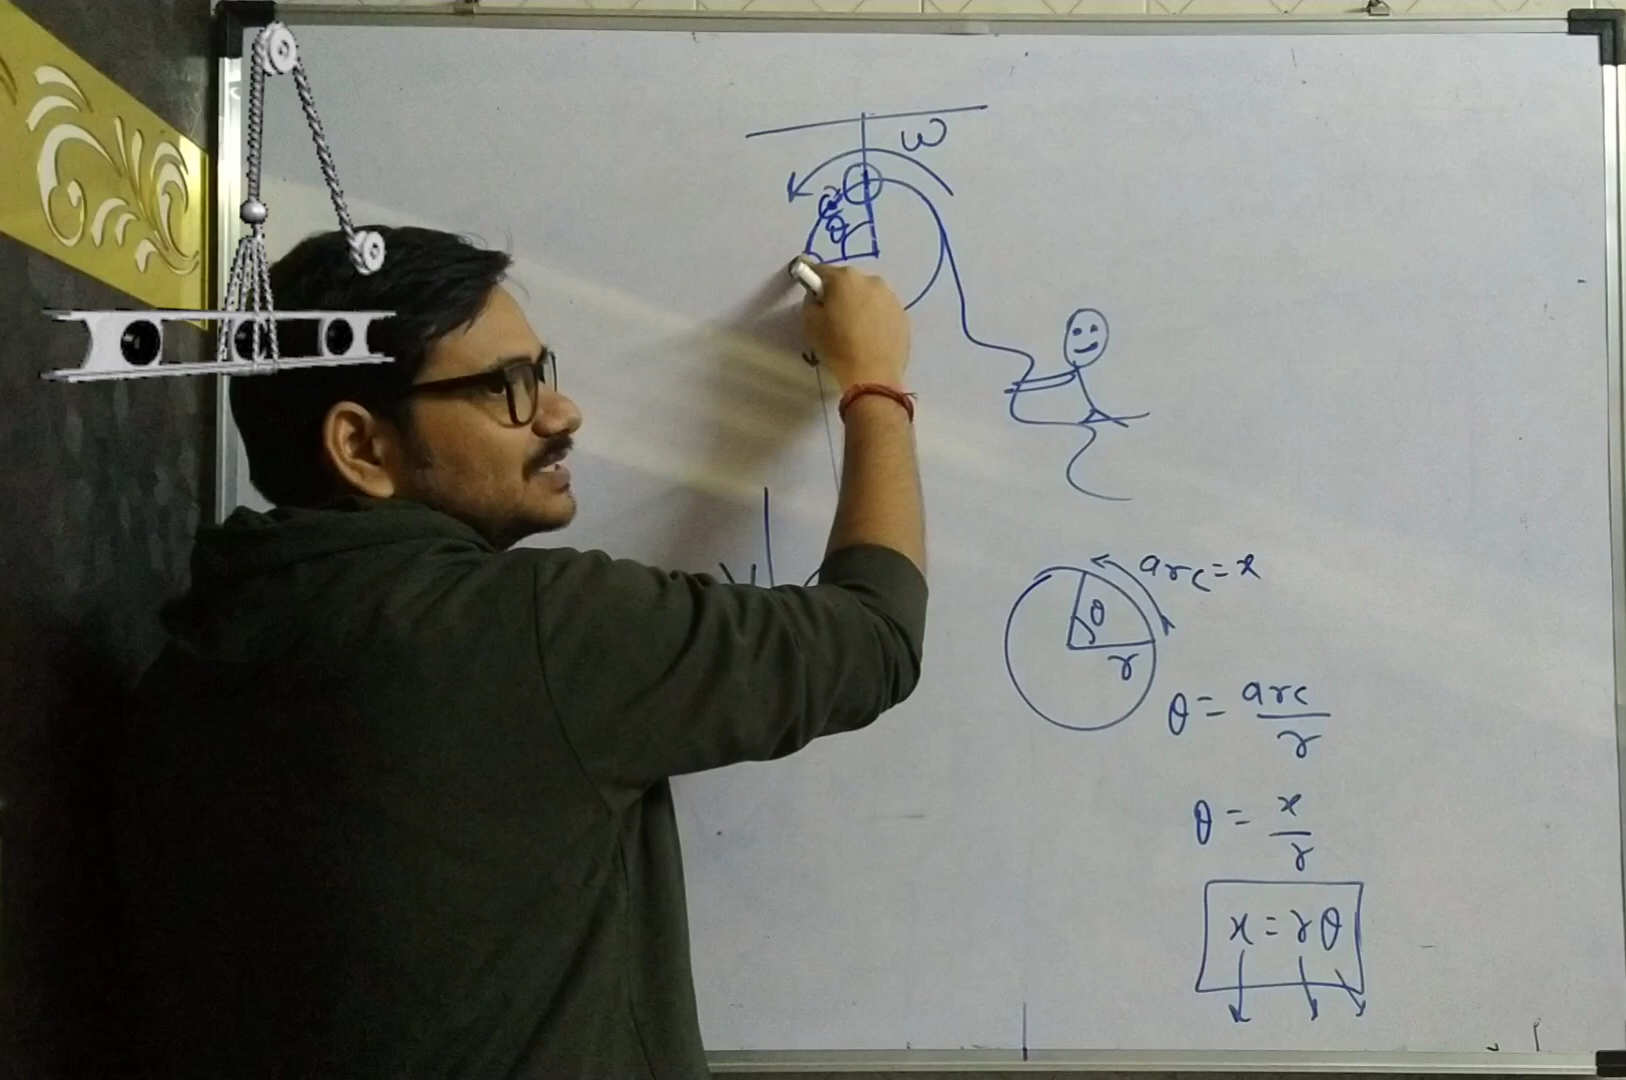 ω
θ
arc = x
θ
r
θ = arc / r
θ = x / r
x = rθ